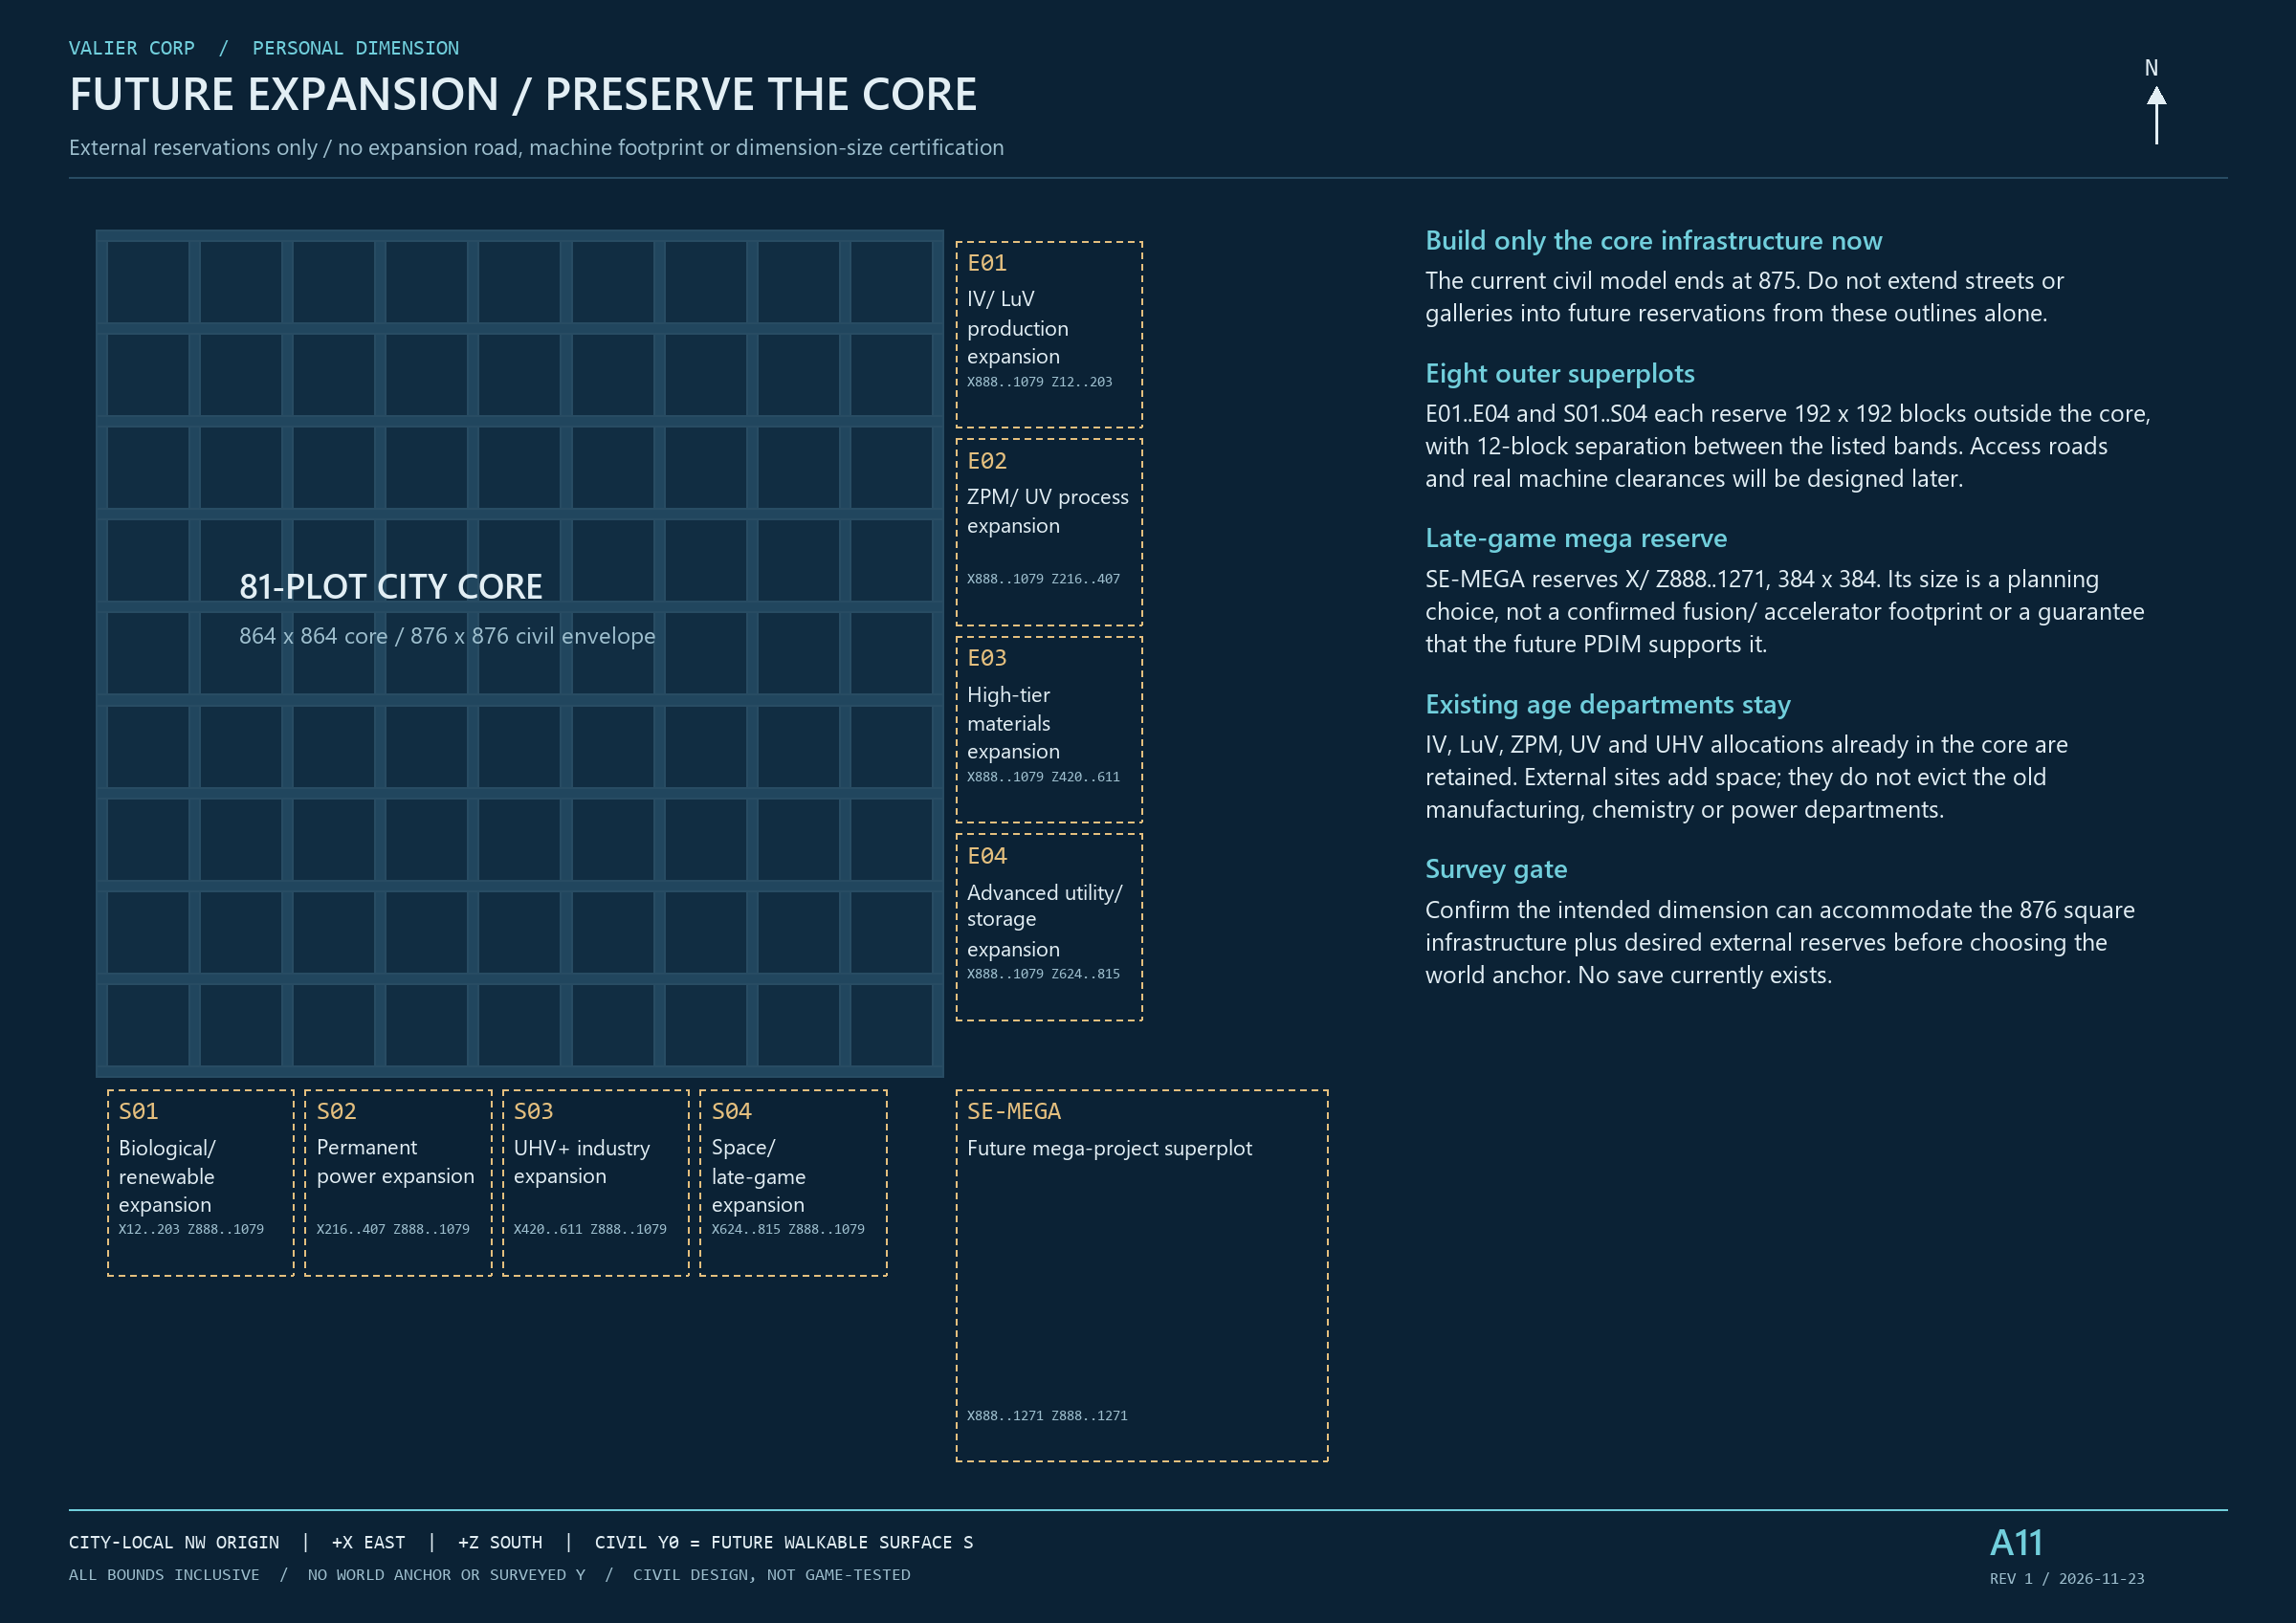 VALIER CORP / PERSONAL DIMENSION
FUTURE EXPANSION / PRESERVE THE CORE
External reservations only / no expansion road, machine footprint or dimension-size certification
N
81-PLOT CITY CORE
864 x 864 core / 876 x 876 civil envelope
E01
IV/ LuV
production
expansion
X888..1079 Z12..203
E02
ZPM/ UV process
expansion
X888..1079 Z216..407
E03
High-tier
materials
expansion
X888..1079 Z420..611
E04
Advanced utility/
storage
expansion
X888..1079 Z624..815
S01
Biological/
renewable
expansion
X12..203 Z888..1079
S02
Permanent
power expansion
X216..407 Z888..1079
S03
UHV+ industry
expansion
X420..611 Z888..1079
S04
Space/
late-game
expansion
X624..815 Z888..1079
SE-MEGA
Future mega-project superplot
X888..1271 Z888..1271
Build only the core infrastructure now
The current civil model ends at 875. Do not extend streets or
galleries into future reservations from these outlines alone.
Eight outer superplots
E01..E04 and S01..S04 each reserve 192 x 192 blocks outside the core,
with 12-block separation between the listed bands. Access roads
and real machine clearances will be designed later.
Late-game mega reserve
SE-MEGA reserves X/ Z888..1271, 384 x 384. Its size is a planning
choice, not a confirmed fusion/ accelerator footprint or a guarantee
that the future PDIM supports it.
Existing age departments stay
IV, LuV, ZPM, UV and UHV allocations already in the core are
retained. External sites add space; they do not evict the old
manufacturing, chemistry or power departments.
Survey gate
Confirm the intended dimension can accommodate the 876 square
infrastructure plus desired external reserves before choosing the
world anchor. No save currently exists.
CITY-LOCAL NW ORIGIN | +X EAST | +Z SOUTH | CIVIL Y0 = FUTURE WALKABLE SURFACE S
ALL BOUNDS INCLUSIVE / NO WORLD ANCHOR OR SURVEYED Y / CIVIL DESIGN, NOT GAME-TESTED
A11
REV 1 / 2026-11-23